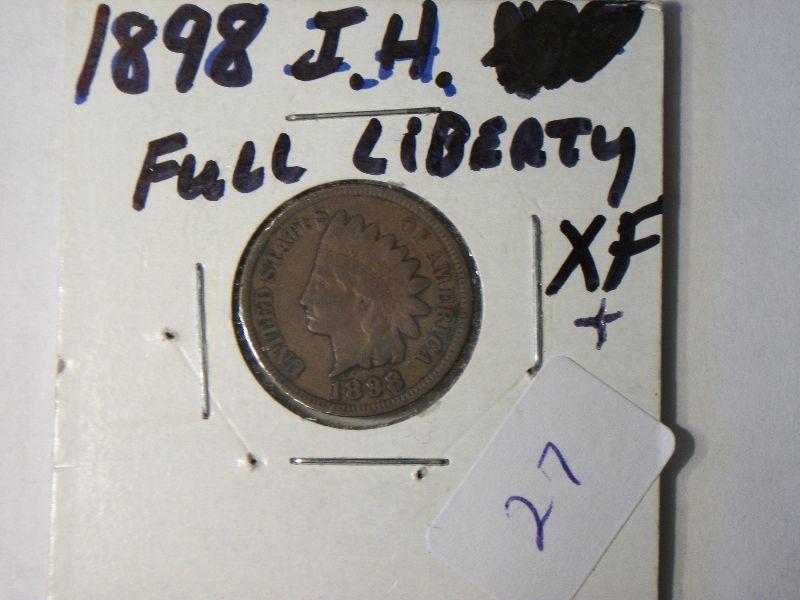 1898 I.H.
FULL LIBERTY
XF
+
UNITED STATES OF AMERICA
1898
27